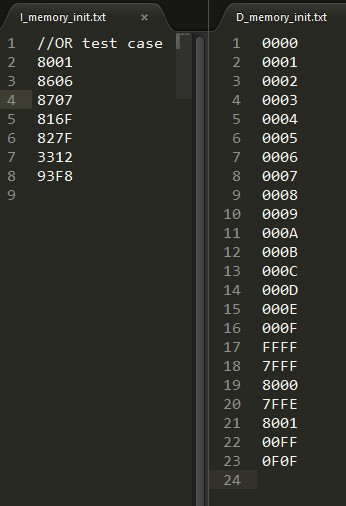 I_memory_init.txt ×
1 //OR test case
2 8001
3 8606
4 8707
5 816F
6 827F
7 3312
8 93F8
9
D_memory_init.txt
1 0000
2 0001
3 0002
4 0003
5 0004
6 0005
7 0006
8 0007
9 0008
10 0009
11 000A
12 000B
13 000C
14 000D
15 000E
16 000F
17 FFFF
18 7FFF
19 8000
20 7FFE
21 8001
22 00FF
23 0F0F
24